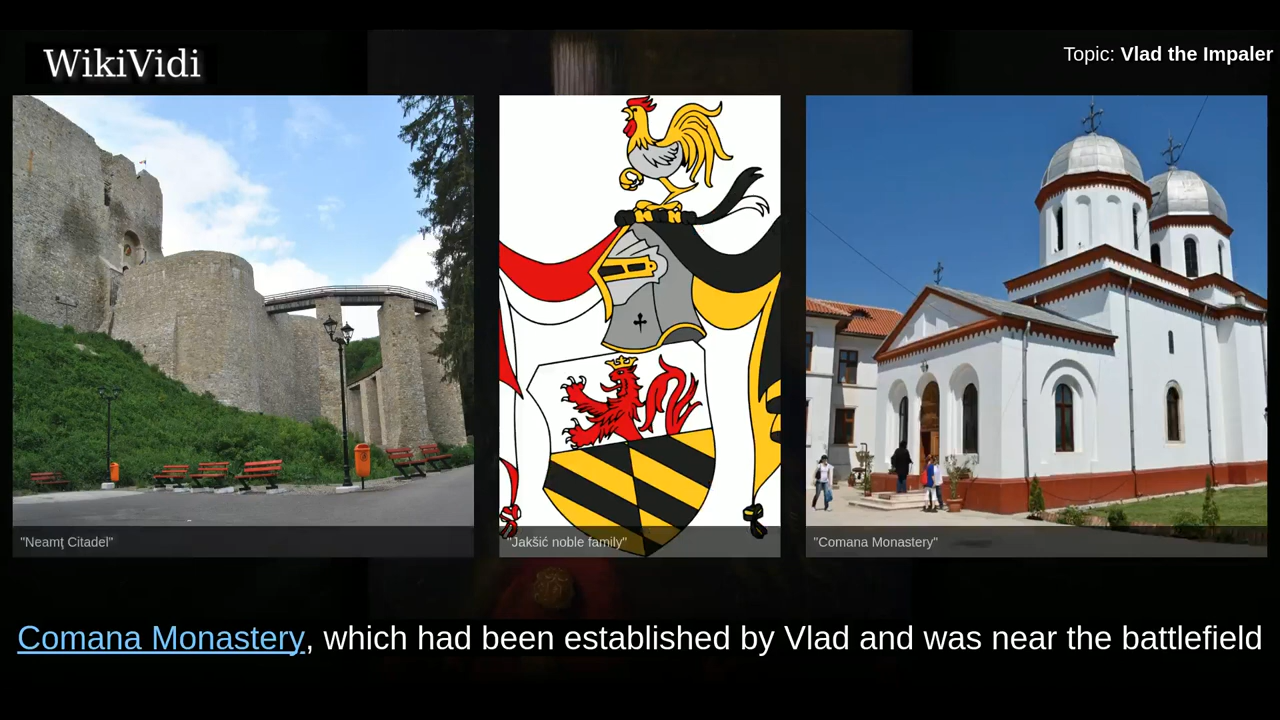 WikiVidi
Topic: Vlad the Impaler
"Neamț Citadel"
"Jakšić noble family"
"Comana Monastery"
Comana Monastery, which had been established by Vlad and was near the battlefield